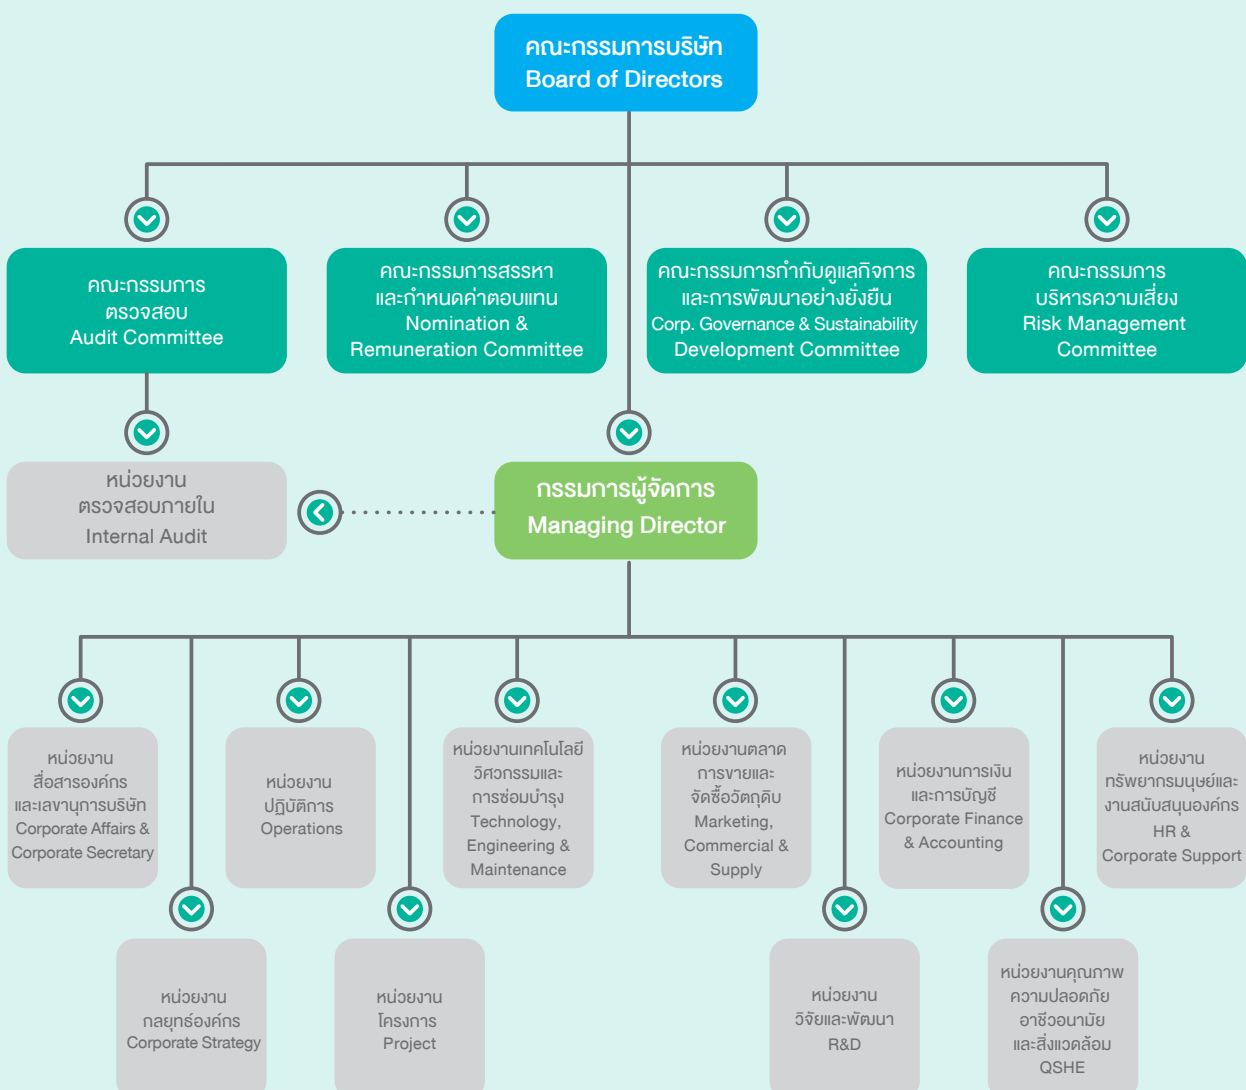 คณะกรรมการบริษัท
Board of Directors
คณะกรรมการ
ตรวจสอบ
Audit Committee
คณะกรรมการสรรหา
และกำหนดค่าตอบแทน
Nomination &
Remuneration Committee
คณะกรรมการกำกับดูแลกิจการ
และการพัฒนาอย่างยั่งยืน
Corp. Governance & Sustainability
Development Committee
คณะกรรมการ
บริหารความเสี่ยง
Risk Management
Committee
หน่วยงาน
ตรวจสอบภายใน
Internal Audit
กรรมการผู้จัดการ
Managing Director
หน่วยงาน
สื่อสารองค์กร
และเลขานุการบริษัท
Corporate Affairs &
Corporate Secretary
หน่วยงาน
ปฏิบัติการ
Operations
หน่วยงานเทคโนโลยี
วิศวกรรมและ
การซ่อมบำรุง
Technology,
Engineering &
Maintenance
หน่วยงานตลาด
การขายและ
จัดซื้อวัตถุดิบ
Marketing,
Commercial &
Supply
หน่วยงานการเงิน
และการบัญชี
Corporate Finance
& Accounting
หน่วยงาน
ทรัพยากรมนุษย์และ
งานสนับสนุนองค์กร
HR &
Corporate Support
หน่วยงาน
กลยุทธ์องค์กร
Corporate Strategy
หน่วยงาน
โครงการ
Project
หน่วยงาน
วิจัยและพัฒนา
R&D
หน่วยงานคุณภาพ
ความปลอดภัย
อาชีวอนามัย
และสิ่งแวดล้อม
QSHE